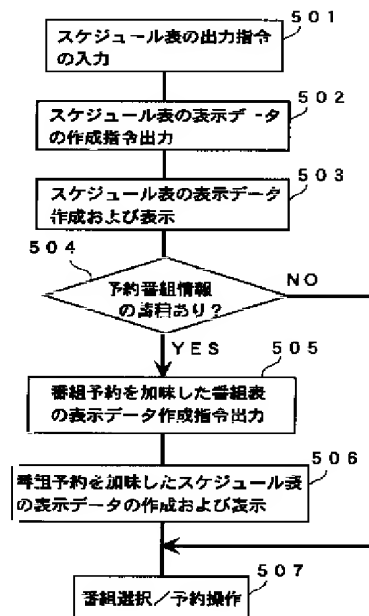 501
スケジュール表の出力指令
の入力
502
スケジュール表の表示データ
の作成指令出力
503
スケジュール表の表示データ
作成および表示
504
予約番組情報
のあり?
NO
YES
505
番組予約を加味した番組表
の表示データ作成指令出力
506
番組予約を加味したスケジュール表
の表示データの作成および表示
507
番組選択/予約操作